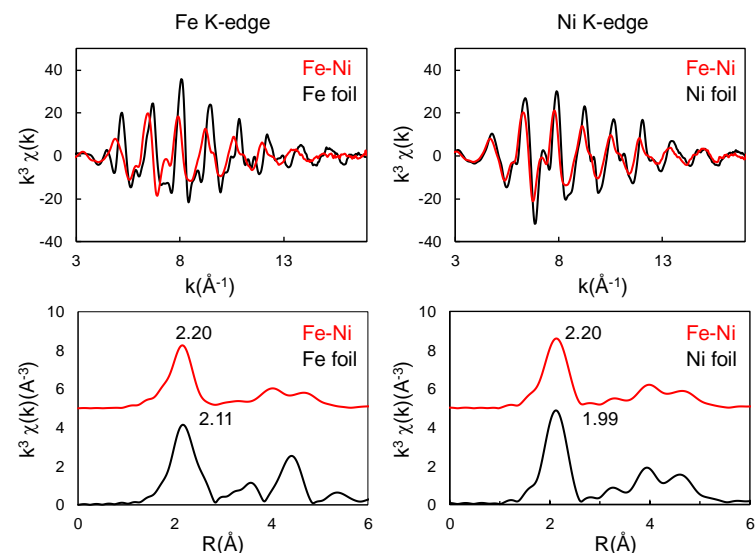 Fe K-edge
Ni K-edge
40
20
0
-20
-40
3
8
13
k³ χ(k)
k(Å⁻¹)
Fe-Ni
Fe foil
40
20
0
-20
-40
3
8
13
k³ χ(k)
k(Å⁻¹)
Fe-Ni
Ni foil
10
8
6
4
2
0
0
2
4
6
k³ χ(k)(A⁻³)
R(Å)
2.20
2.11
Fe-Ni
Fe foil
10
8
6
4
2
0
0
2
4
6
k³ χ(k)(A⁻³)
R(Å)
2.20
1.99
Fe-Ni
Ni foil